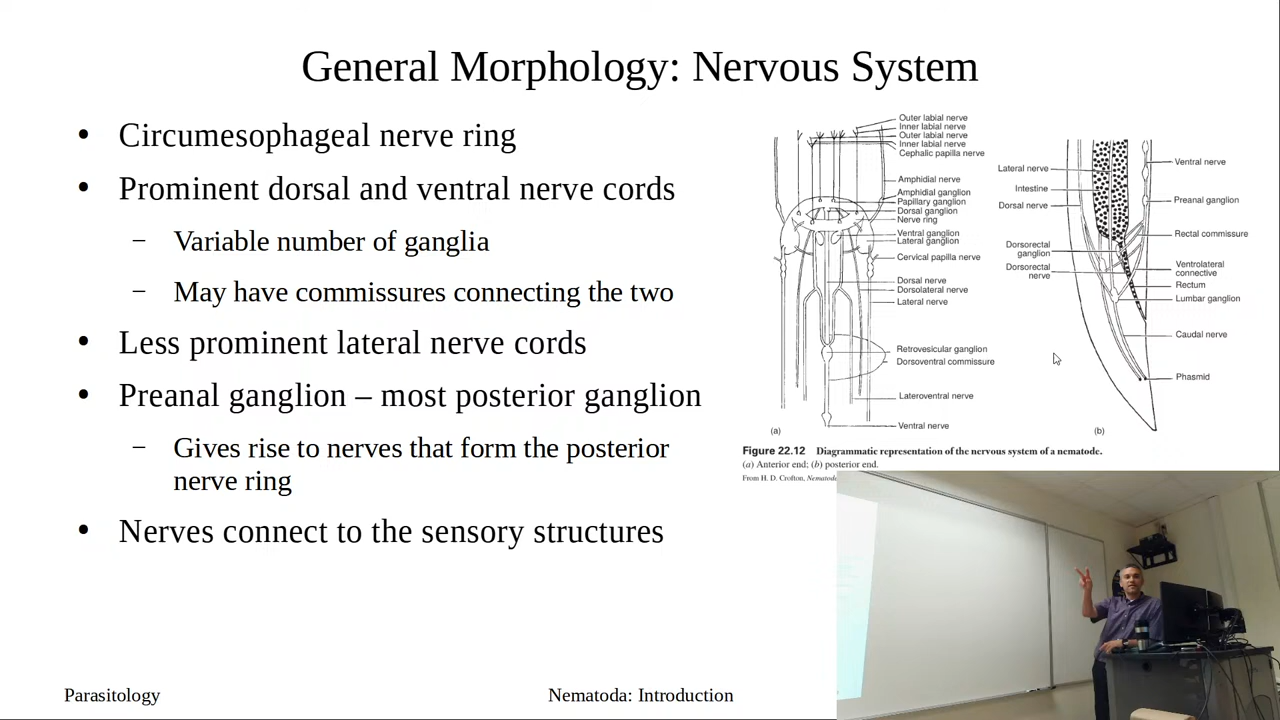 General Morphology: Nervous System
• Circumesophageal nerve ring
• Prominent dorsal and ventral nerve cords
– Variable number of ganglia
– May have commissures connecting the two
• Less prominent lateral nerve cords
• Preanal ganglion – most posterior ganglion
– Gives rise to nerves that form the posterior
nerve ring
• Nerves connect to the sensory structures
Outer labial nerve
Inner labial nerve
Outer labial nerve
Inner labial nerve
Cephalic papilla nerve
Amphidial nerve
Amphidial ganglion
Papillary ganglion
Dorsal ganglion
Nerve ring
Ventral ganglion
Lateral ganglion
Cervical papilla nerve
Dorsal nerve
Dorsolateral nerve
Lateral nerve
Retrovesicular ganglion
Dorsoventral commissure
Lateroventral nerve
Ventral nerve
(a)
Lateral nerve
Intestine
Dorsal nerve
Dorsorectal
ganglion
Dorsorectal
nerve
Ventral nerve
Preanal ganglion
Rectal commissure
Ventrolateral
connective
Rectum
Lumbar ganglion
Caudal nerve
Phasmid
(b)
Figure 22.12 Diagrammatic representation of the nervous system of a nematode.
(a) Anterior end; (b) posterior end.
From H. D. Crofton, Nematode
Parasitology
Nematoda: Introduction